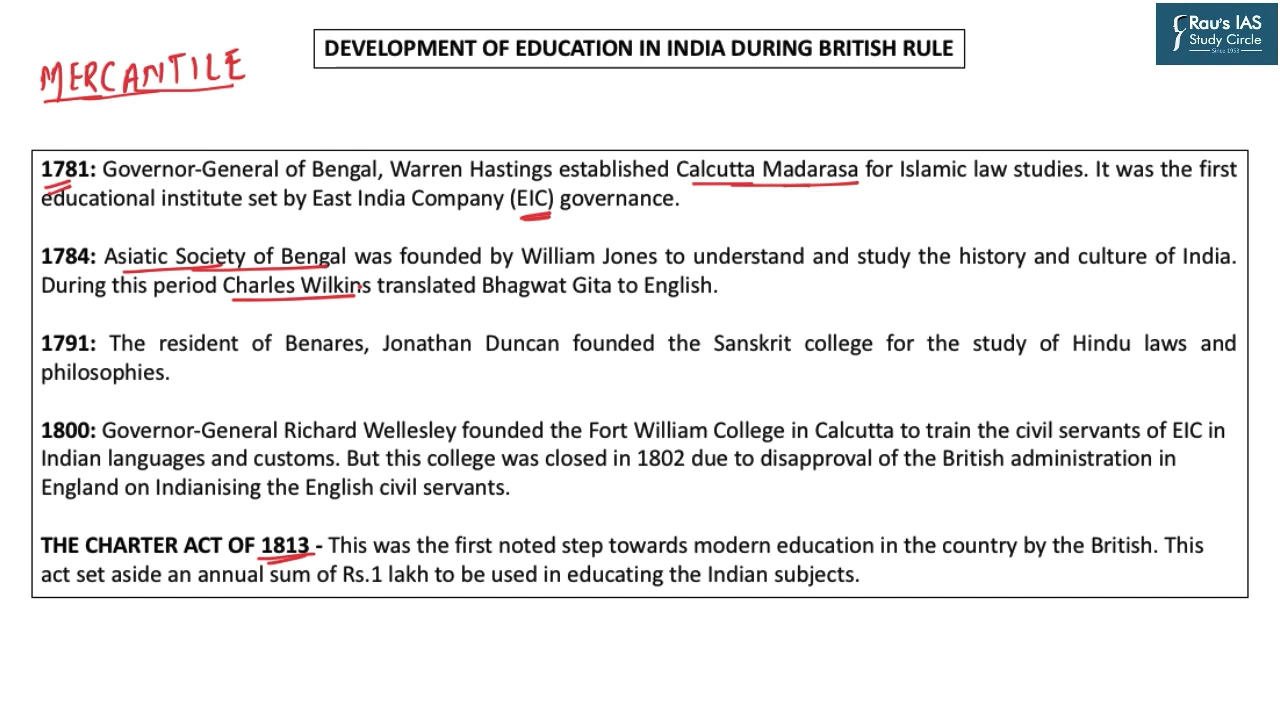 Rau's IAS
Study Circle
Since 1953
DEVELOPMENT OF EDUCATION IN INDIA DURING BRITISH RULE
MERCANTILE
1781: Governor-General of Bengal, Warren Hastings established Calcutta Madarasa for Islamic law studies. It was the first
educational institute set by East India Company (EIC) governance.
1784: Asiatic Society of Bengal was founded by William Jones to understand and study the history and culture of India.
During this period Charles Wilkins translated Bhagwat Gita to English.
1791: The resident of Benares, Jonathan Duncan founded the Sanskrit college for the study of Hindu laws and
philosophies.
1800: Governor-General Richard Wellesley founded the Fort William College in Calcutta to train the civil servants of EIC in
Indian languages and customs. But this college was closed in 1802 due to disapproval of the British administration in
England on Indianising the English civil servants.
THE CHARTER ACT OF 1813 - This was the first noted step towards modern education in the country by the British. This
act set aside an annual sum of Rs.1 lakh to be used in educating the Indian subjects.